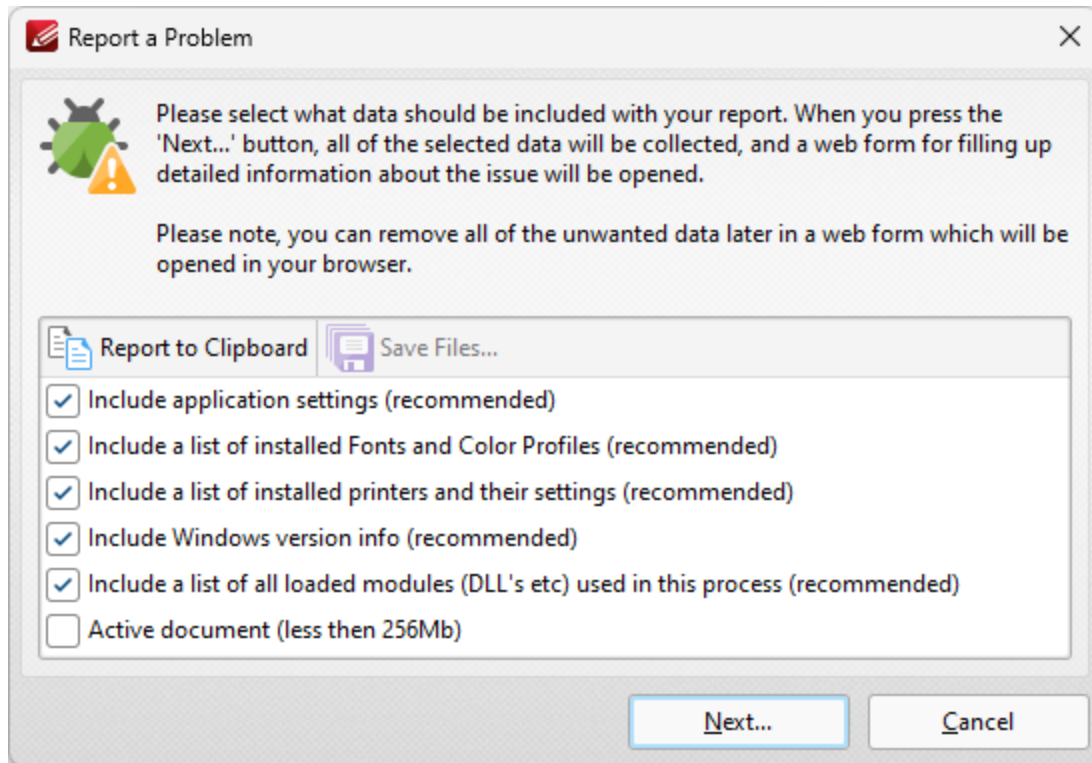 Report a Problem
Please select what data should be included with your report. When you press the
'Next...' button, all of the selected data will be collected, and a web form for filling up
detailed information about the issue will be opened.
Please note, you can remove all of the unwanted data later in a web form which will be
opened in your browser.
Report to Clipboard
Save Files...
Include application settings (recommended)
Include a list of installed Fonts and Color Profiles (recommended)
Include a list of installed printers and their settings (recommended)
Include Windows version info (recommended)
Include a list of all loaded modules (DLL's etc) used in this process (recommended)
Active document (less then 256Mb)
Next...
Cancel